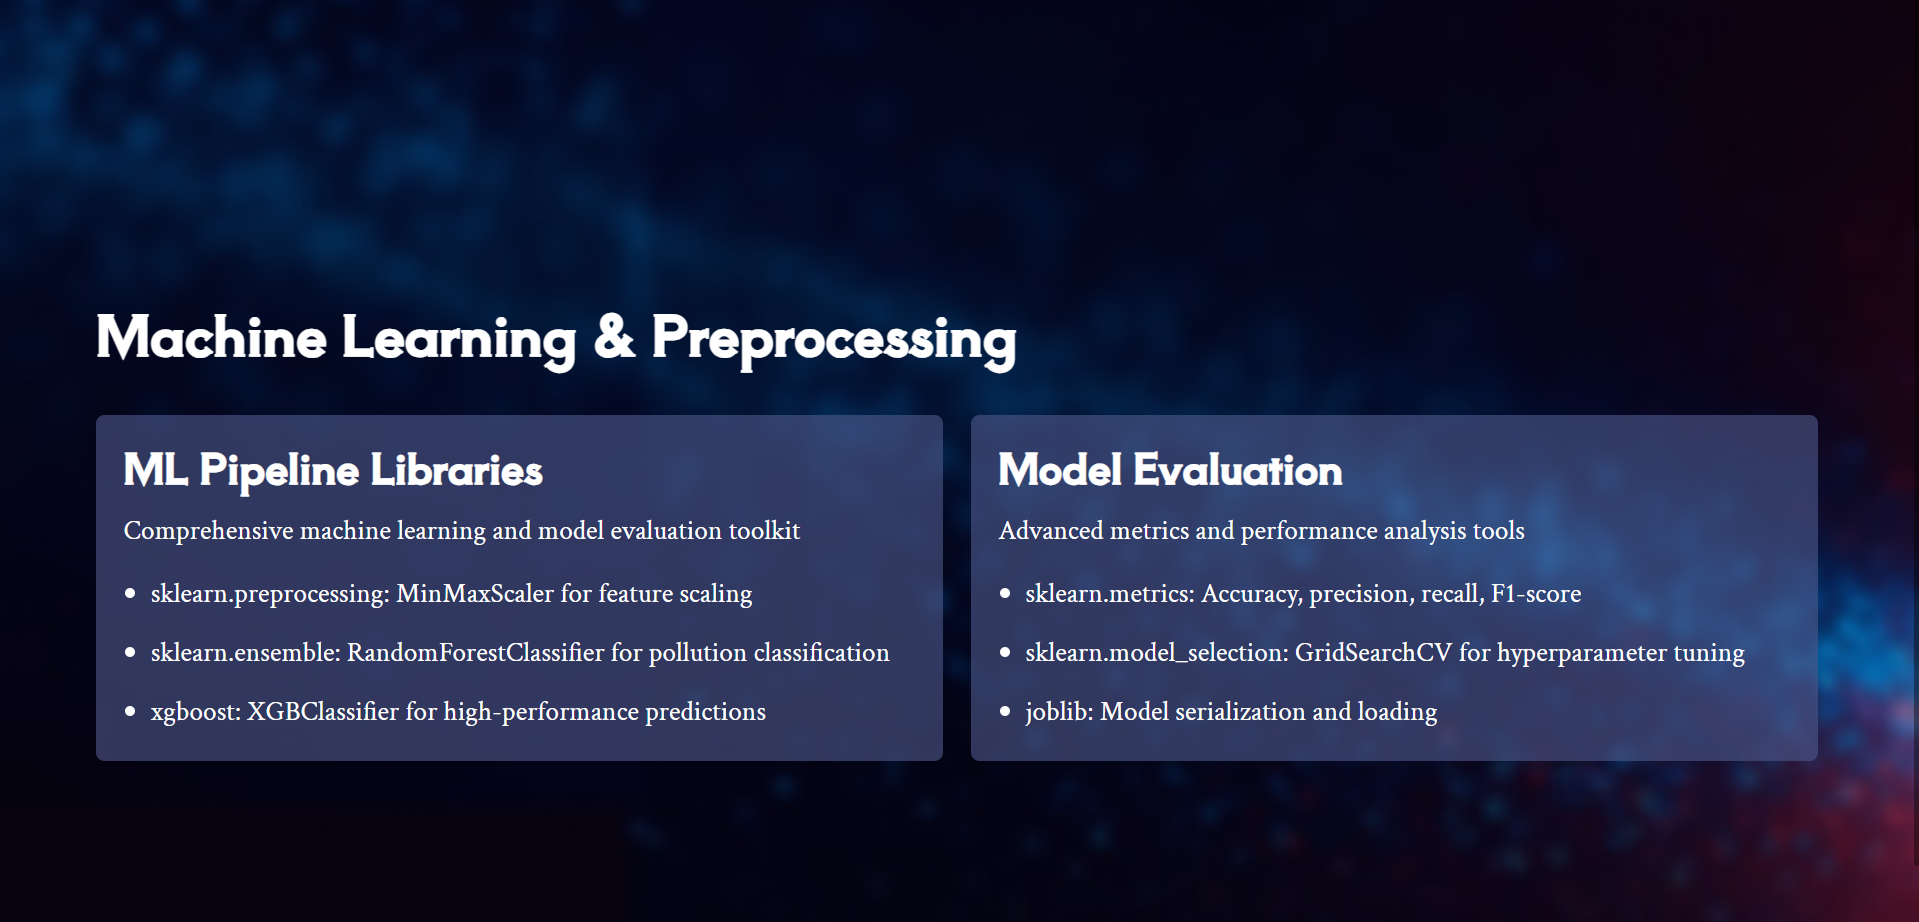 Machine Learning & Preprocessing
ML Pipeline Libraries
Comprehensive machine learning and model evaluation toolkit
• sklearn.preprocessing: MinMaxScaler for feature scaling
• sklearn.ensemble: RandomForestClassifier for pollution classification
• xgboost: XGBClassifier for high-performance predictions
Model Evaluation
Advanced metrics and performance analysis tools
• sklearn.metrics: Accuracy, precision, recall, F1-score
• sklearn.model_selection: GridSearchCV for hyperparameter tuning
• joblib: Model serialization and loading